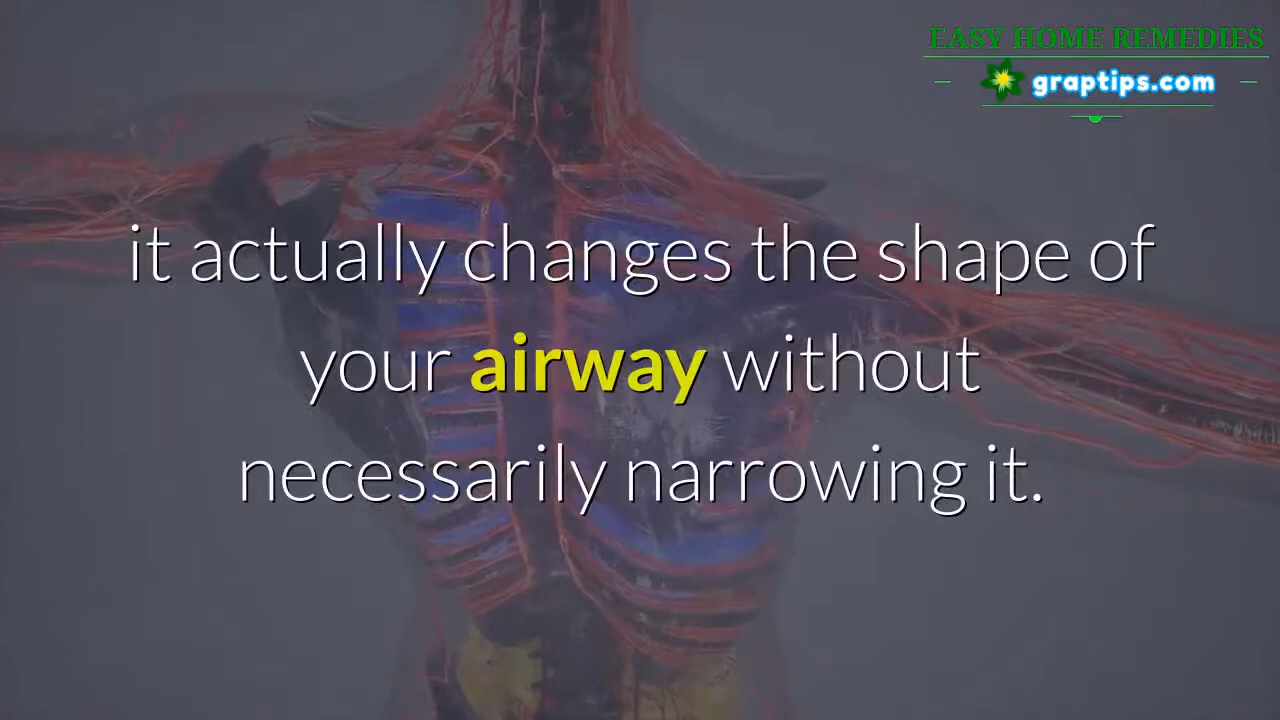 EASY HOME REMEDIES
graptips.com
it actually changes the shape of
your airway without
necessarily narrowing it.